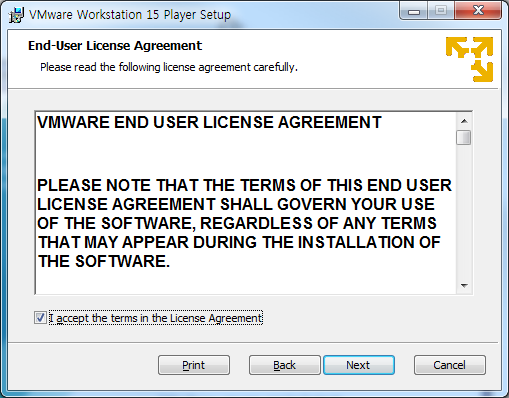 VMware Workstation 15 Player Setup
End-User License Agreement
Please read the following license agreement carefully.
VMWARE END USER LICENSE AGREEMENT
PLEASE NOTE THAT THE TERMS OF THIS END USER
LICENSE AGREEMENT SHALL GOVERN YOUR USE
OF THE SOFTWARE, REGARDLESS OF ANY TERMS
THAT MAY APPEAR DURING THE INSTALLATION OF
THE SOFTWARE.
I accept the terms in the License Agreement
Print Back Next Cancel